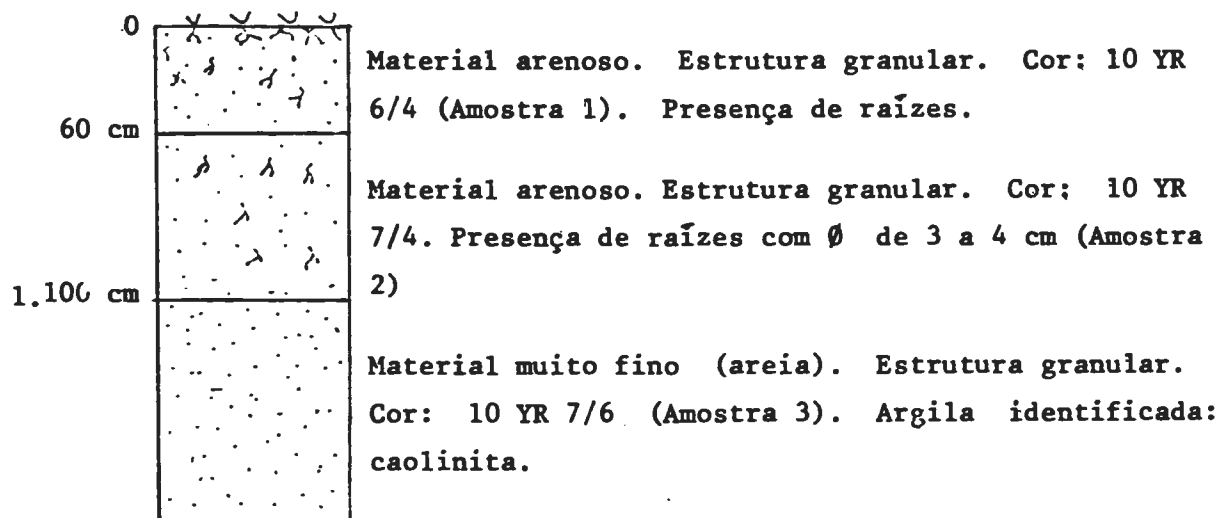 0
Material arenoso. Estrutura granular. Cor: 10 YR
6/4 (Amostra 1). Presença de raízes.
60 cm
Material arenoso. Estrutura granular. Cor: 10 YR
7/4. Presença de raízes com Ø de 3 a 4 cm (Amostra
2)
1.100 cm
Material muito fino (areia). Estrutura granular.
Cor: 10 YR 7/6 (Amostra 3). Argila identificada:
caolinita.